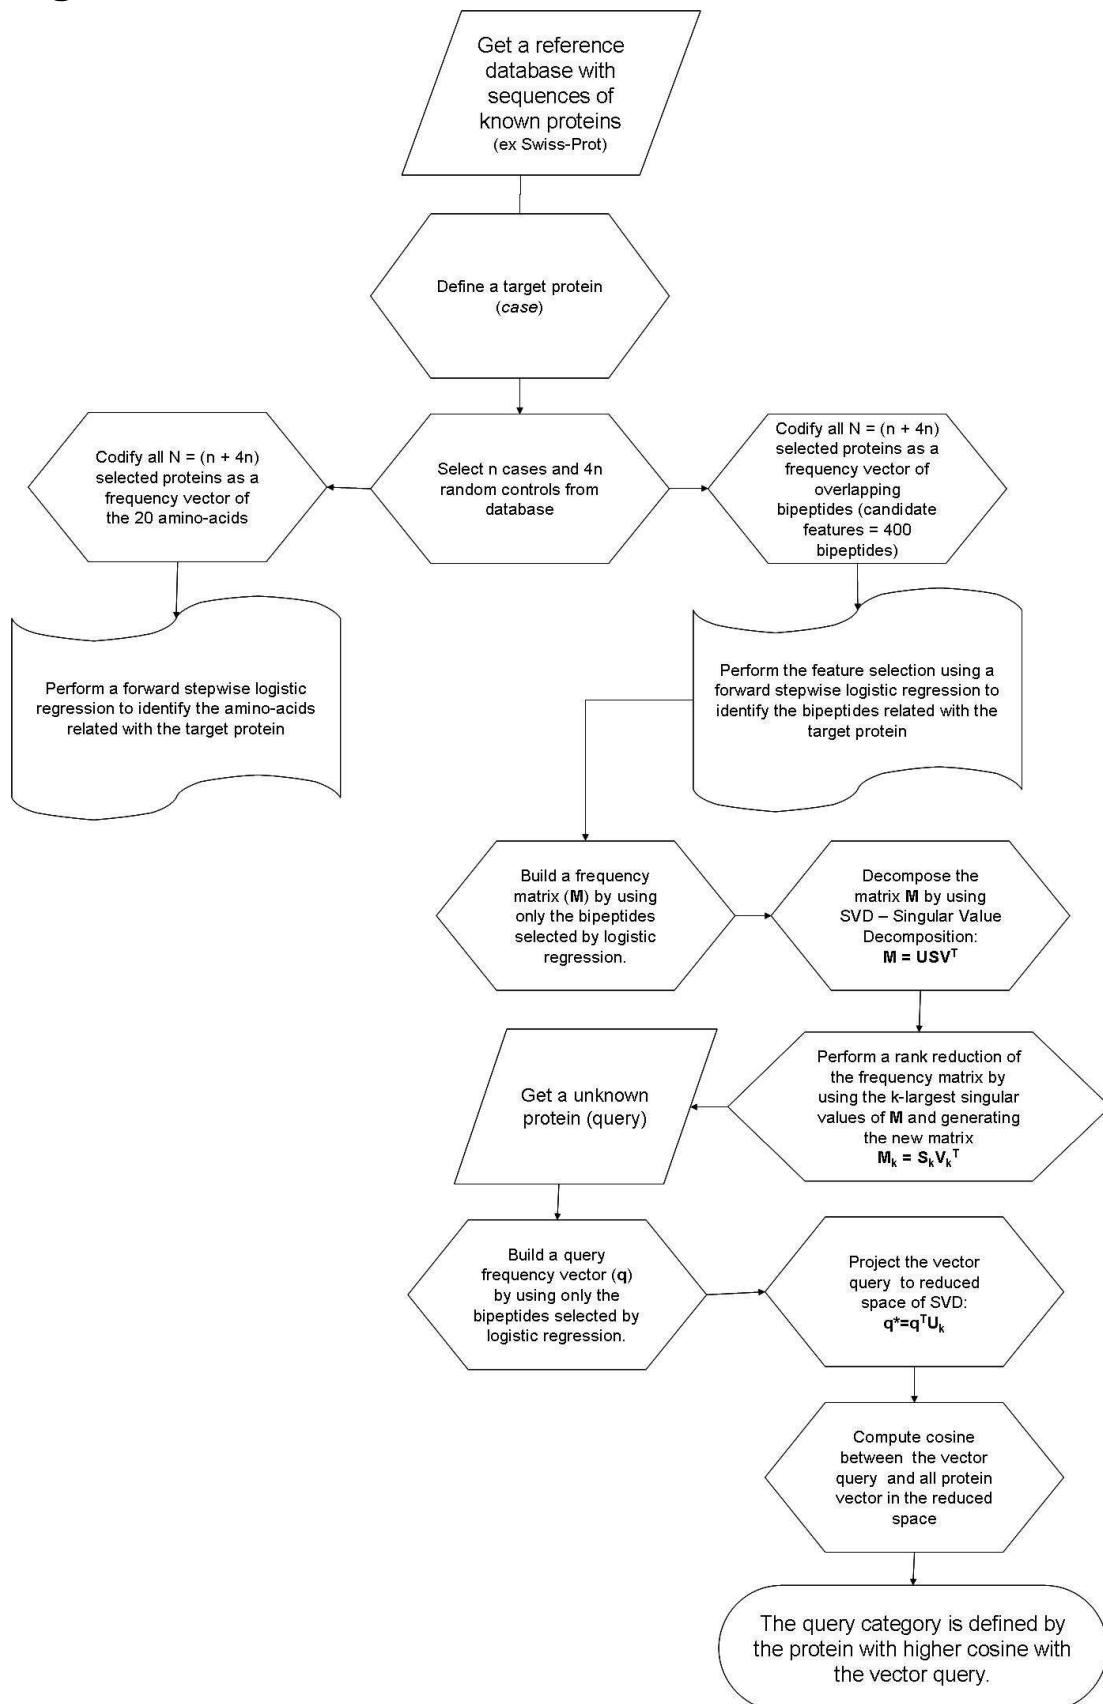 Get a reference
database with
sequences of
known proteins
(ex Swiss-Prot)
Define a target protein
(case)
Codify all N = (n + 4n)
selected proteins as a
frequency vector of
the 20 amino-acids
Select n cases and 4n
random controls from
database
Codify all N = (n + 4n)
selected proteins as a
frequency vector of
overlapping
bipeptides (candidate
features = 400
bipeptides)
Perform a forward stepwise logistic
regression to identify the amino-acids
related with the target protein
Perform the feature selection using a
forward stepwise logistic regression to
identify the bipeptides related with the
target protein
Build a frequency
matrix (M) by using
only the bipeptides
selected by logistic
regression.
Decompose the
matrix M by using
SVD – Singular Value
Decomposition:
M = USVᵀ
Perform a rank reduction of
the frequency matrix by
using the k-largest singular
values of M and generating
the new matrix
Mₖ = SₖVₖᵀ
Get a unknown
protein (query)
Build a query
frequency vector (q)
by using only the
bipeptides selected by
logistic regression.
Project the vector
query to reduced
space of SVD:
q*=qᵀUₖ
Compute cosine
between the vector
query and all protein
vector in the reduced
space
The query category is defined by
the protein with higher cosine with
the vector query.